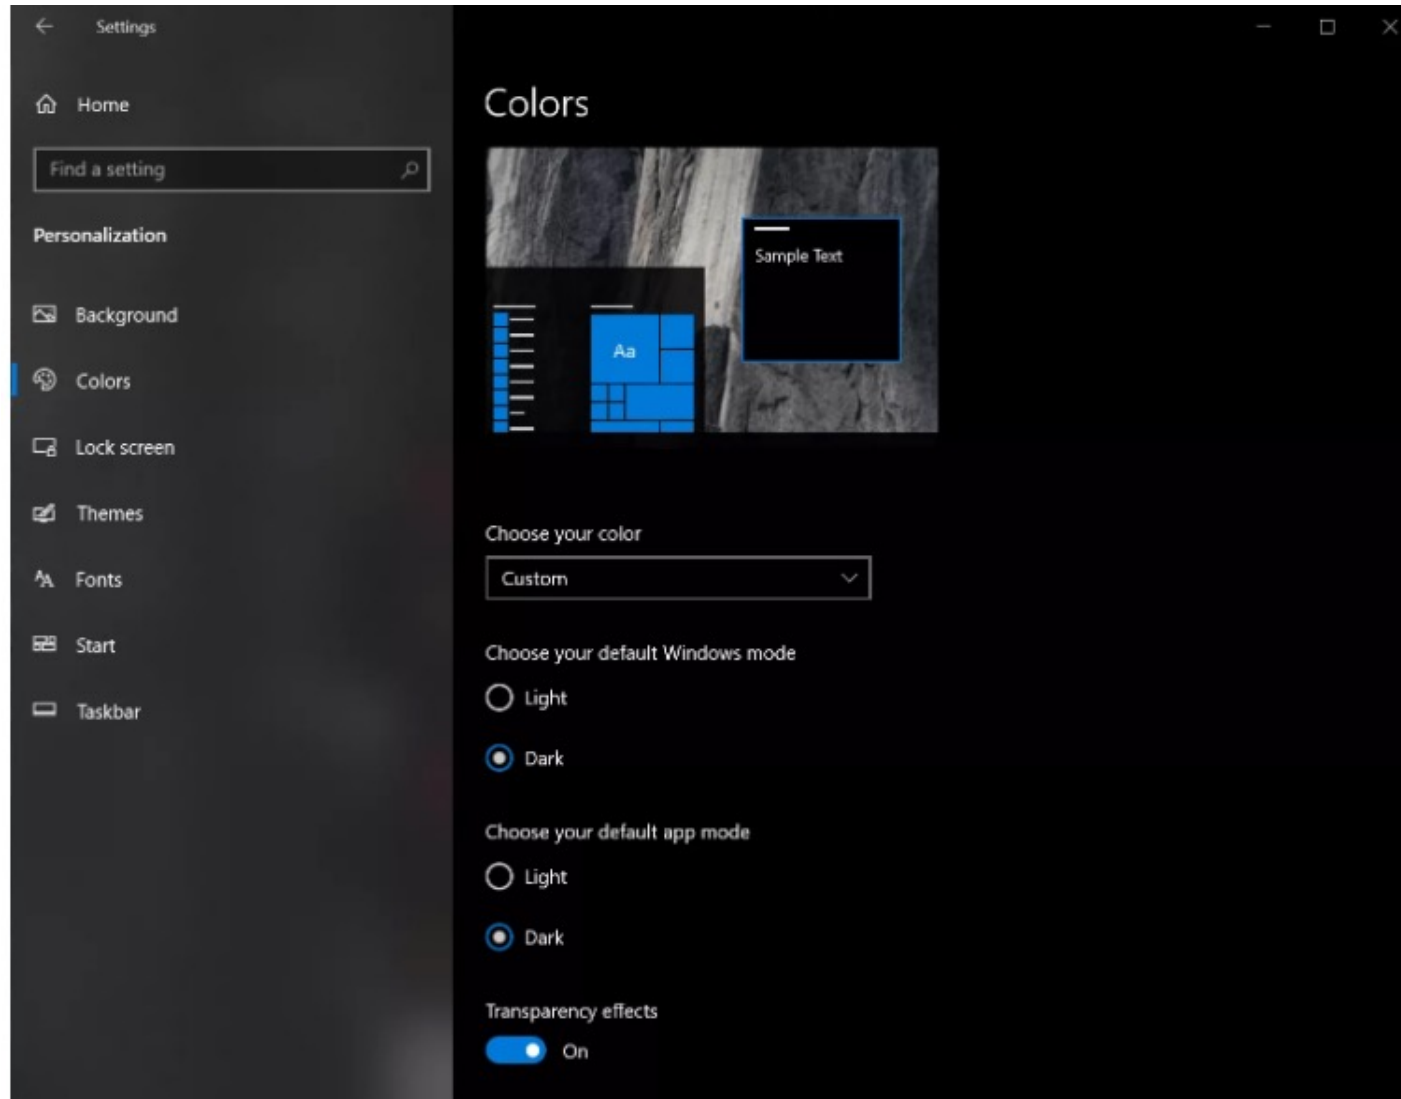 Settings
Home
Find a setting
Personalization
Background
Colors
Lock screen
Themes
Fonts
Start
Taskbar
Colors
Sample Text
Aa
Choose your color
Custom
Choose your default Windows mode
Light
Dark
Choose your default app mode
Light
Dark
Transparency effects
On